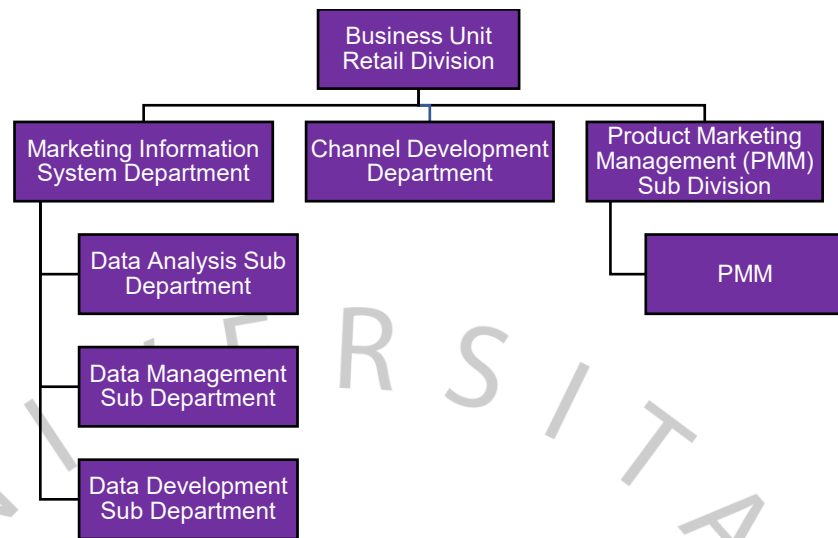 Business Unit
Retail Division
Marketing Information
System Department
Channel Development
Department
Product Marketing
Management (PMM)
Sub Division
Data Analysis Sub
Department
PMM
Data Management
Sub Department
Data Development
Sub Department
ERSITA